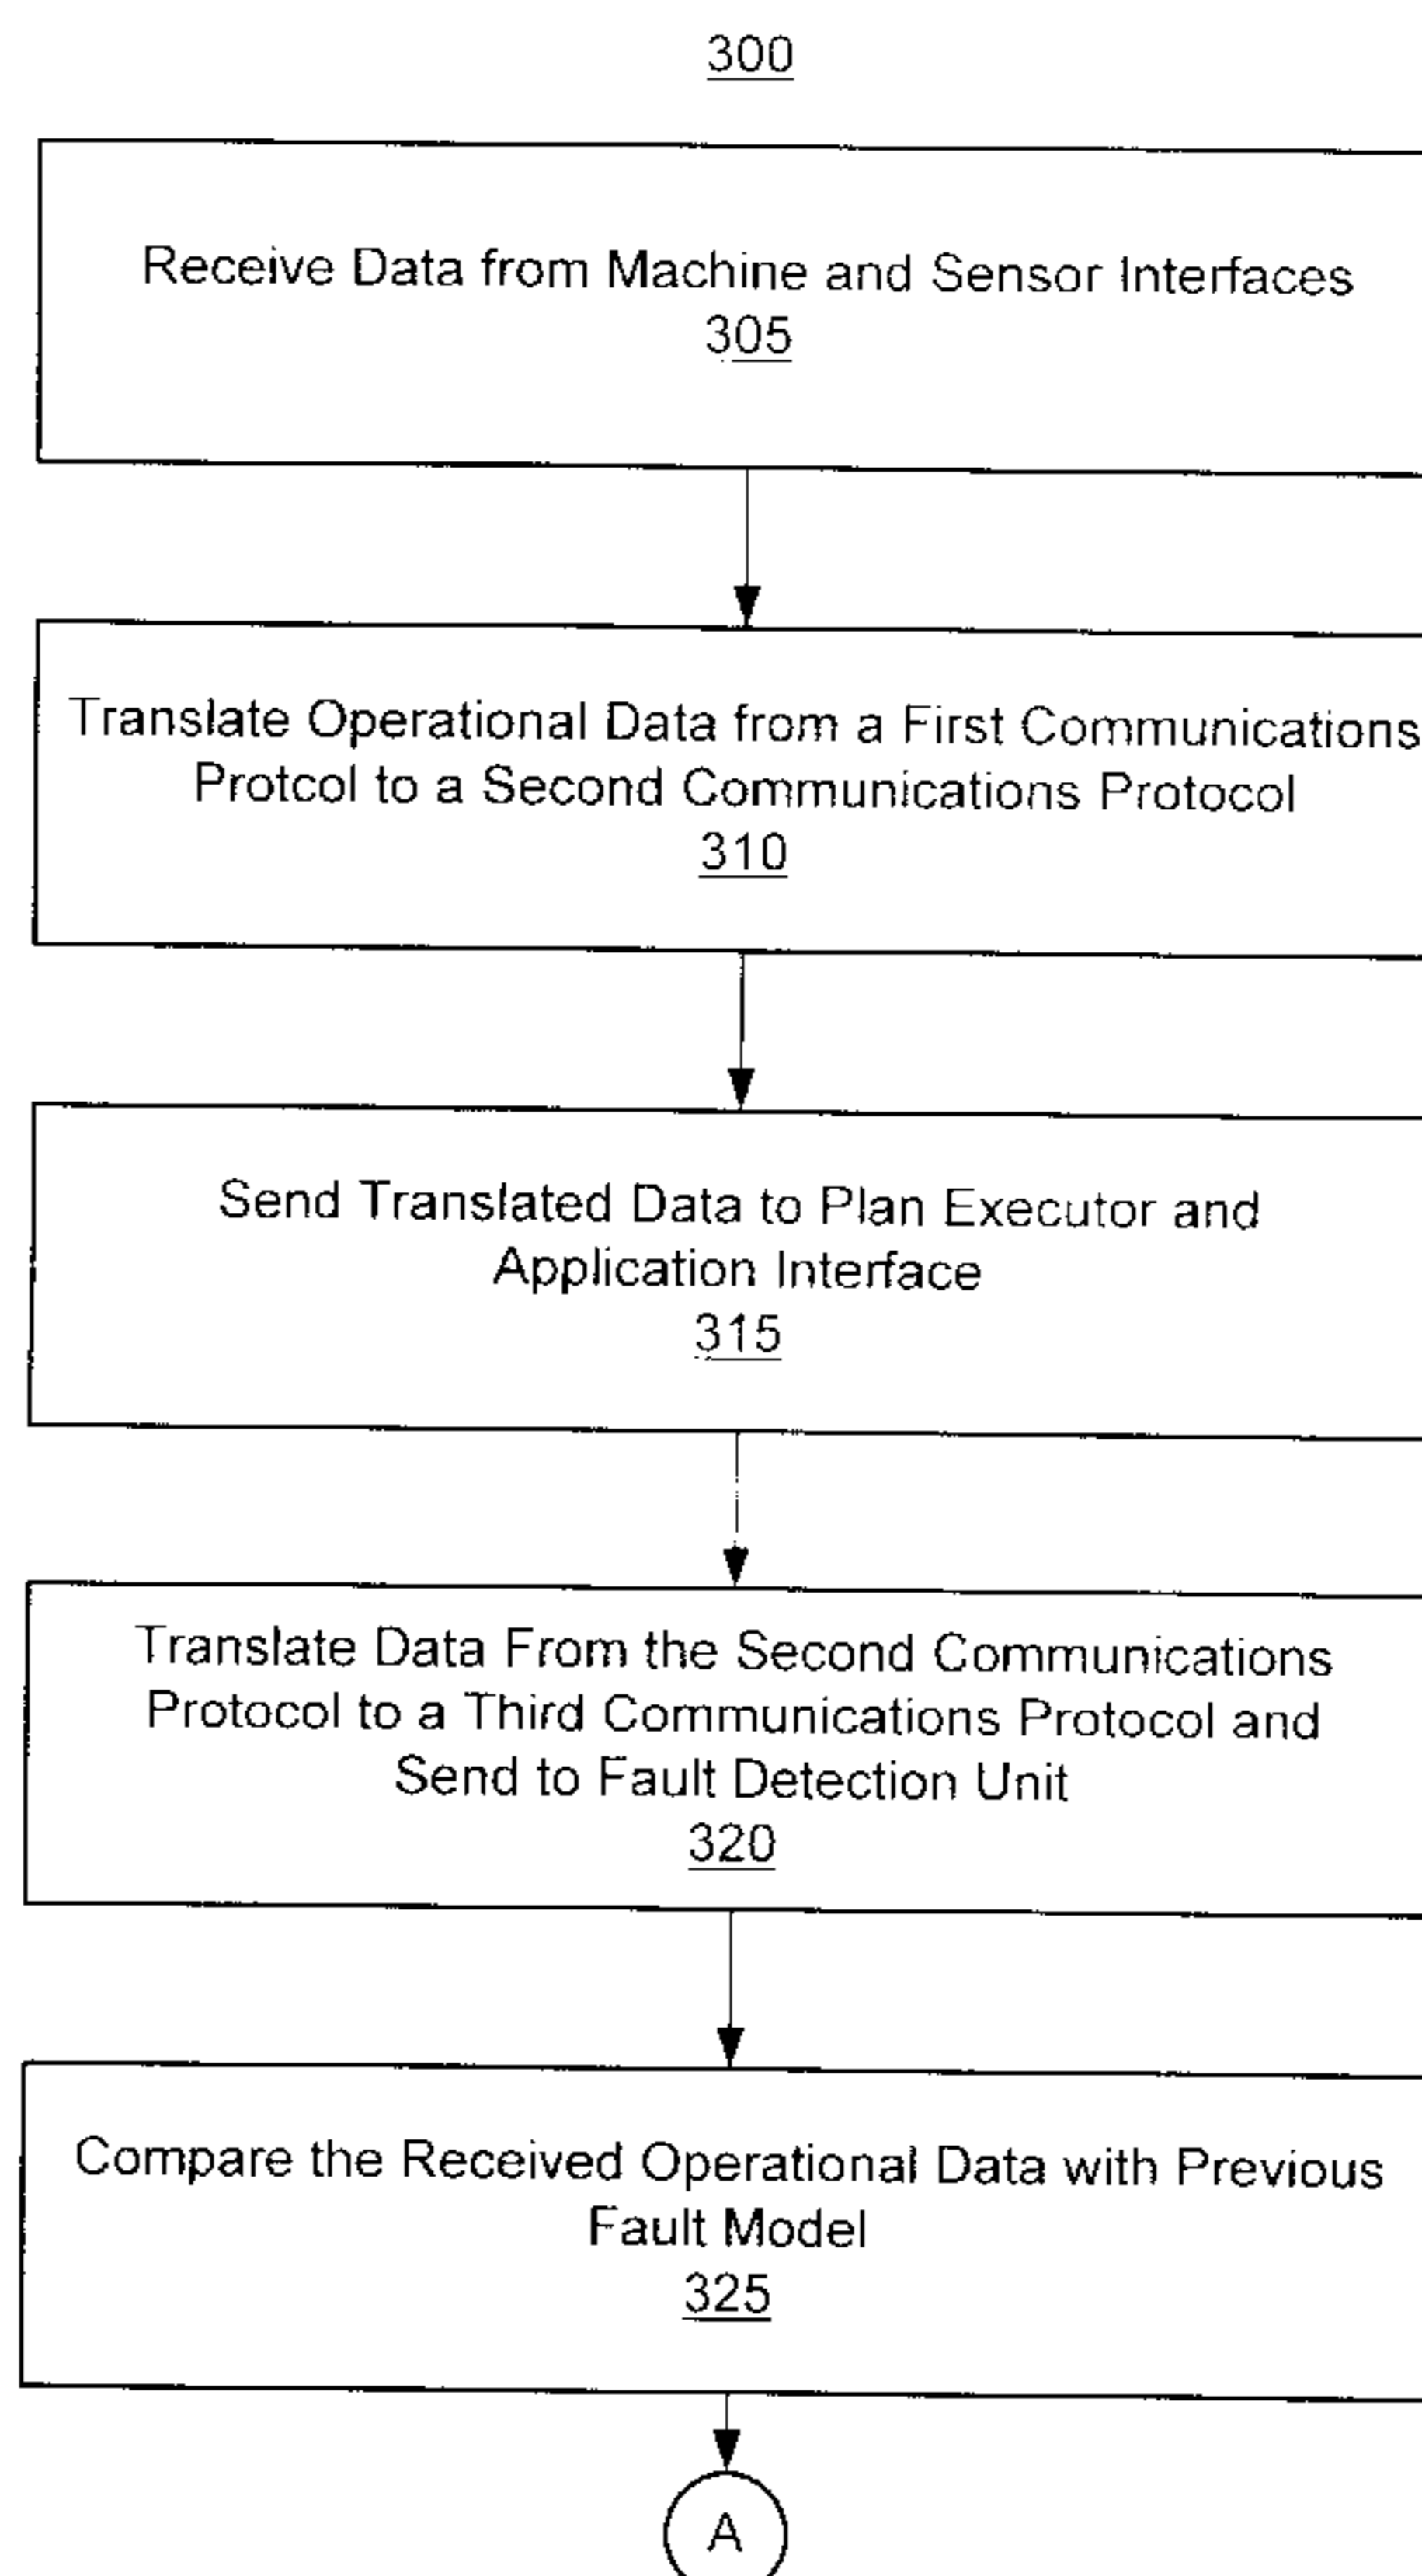 300
Receive Data from Machine and Sensor Interfaces
305
Translate Operational Data from a First Communications
Protcol to a Second Communications Protocol
310
Send Translated Data to Plan Executor and
Application Interface
315
Translate Data From the Second Communications
Protocol to a Third Communications Protocol and
Send to Fault Detection Unit
320
Compare the Received Operational Data with Previous
Fault Model
325
A